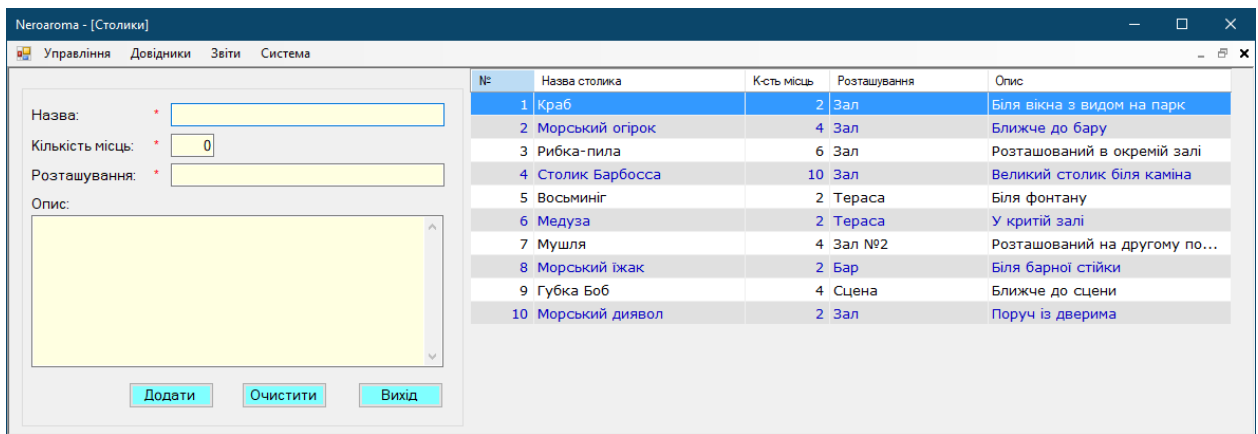 Neroaroma - [Столики]
Управління Довідники Звіти Система
Назва: *
Кількість місць: * 0
Розташування: *
Опис:
Додати Очистити Вихід
№ Назва столика К-сть місць Розташування Опис
1 Краб 2 Зал Біля вікна з видом на парк
2 Морський огірок 4 Зал Ближче до бару
3 Рибка-пила 6 Зал Розташований в окремій залі
4 Столик Барбосса 10 Зал Великий столик біля каміна
5 Восьминіг 2 Тераса Біля фонтану
6 Медуза 2 Тераса У критій залі
7 Мушля 4 Зал №2 Розташований на другому по...
8 Морський їжак 2 Бар Біля барної стійки
9 Губка Боб 4 Сцена Ближче до сцени
10 Морський диявол 2 Зал Поруч із дверима